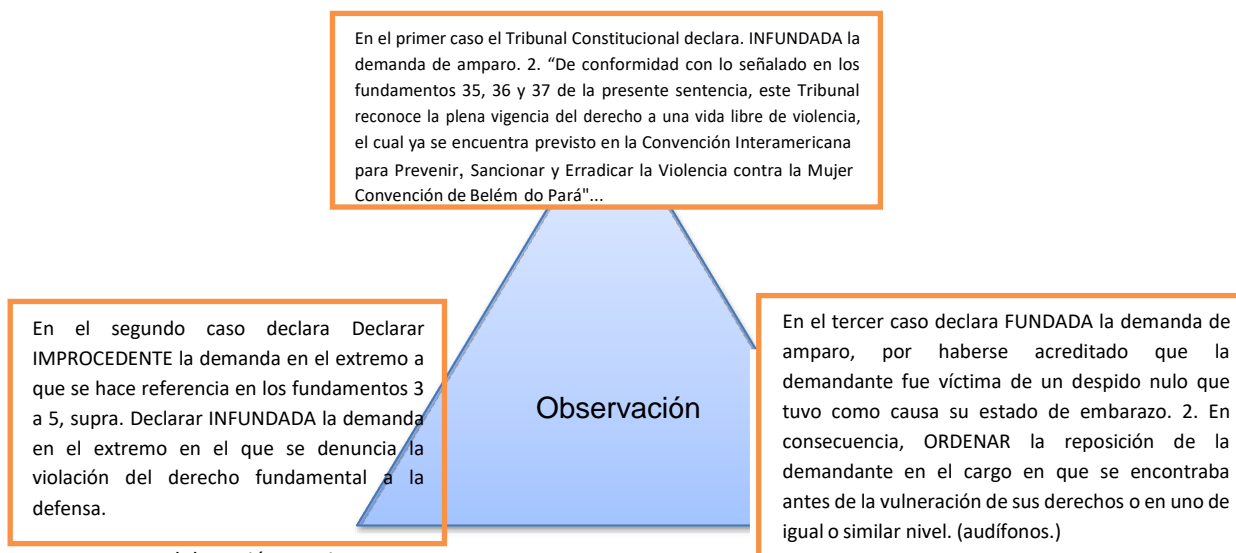 En el primer caso el Tribunal Constitucional declara. INFUNDADA la
demanda de amparo. 2. “De conformidad con lo señalado en los
fundamentos 35, 36 y 37 de la presente sentencia, este Tribunal
reconoce la plena vigencia del derecho a una vida libre de violencia,
el cual ya se encuentra previsto en la Convención Interamericana
para Prevenir, Sancionar y Erradicar la Violencia contra la Mujer
Convención de Belém do Pará"...
En el segundo caso declara Declarar
IMPROCEDENTE la demanda en el extremo a
que se hace referencia en los fundamentos 3
a 5, supra. Declarar INFUNDADA la demanda
en el extremo en el que se denuncia la
violación del derecho fundamental a la
defensa.
Observación
En el tercer caso declara FUNDADA la demanda de
amparo, por haberse acreditado que la
demandante fue víctima de un despido nulo que
tuvo como causa su estado de embarazo. 2. En
consecuencia, ORDENAR la reposición de la
demandante en el cargo en que se encontraba
antes de la vulneración de sus derechos o en uno de
igual o similar nivel. (audífonos.)